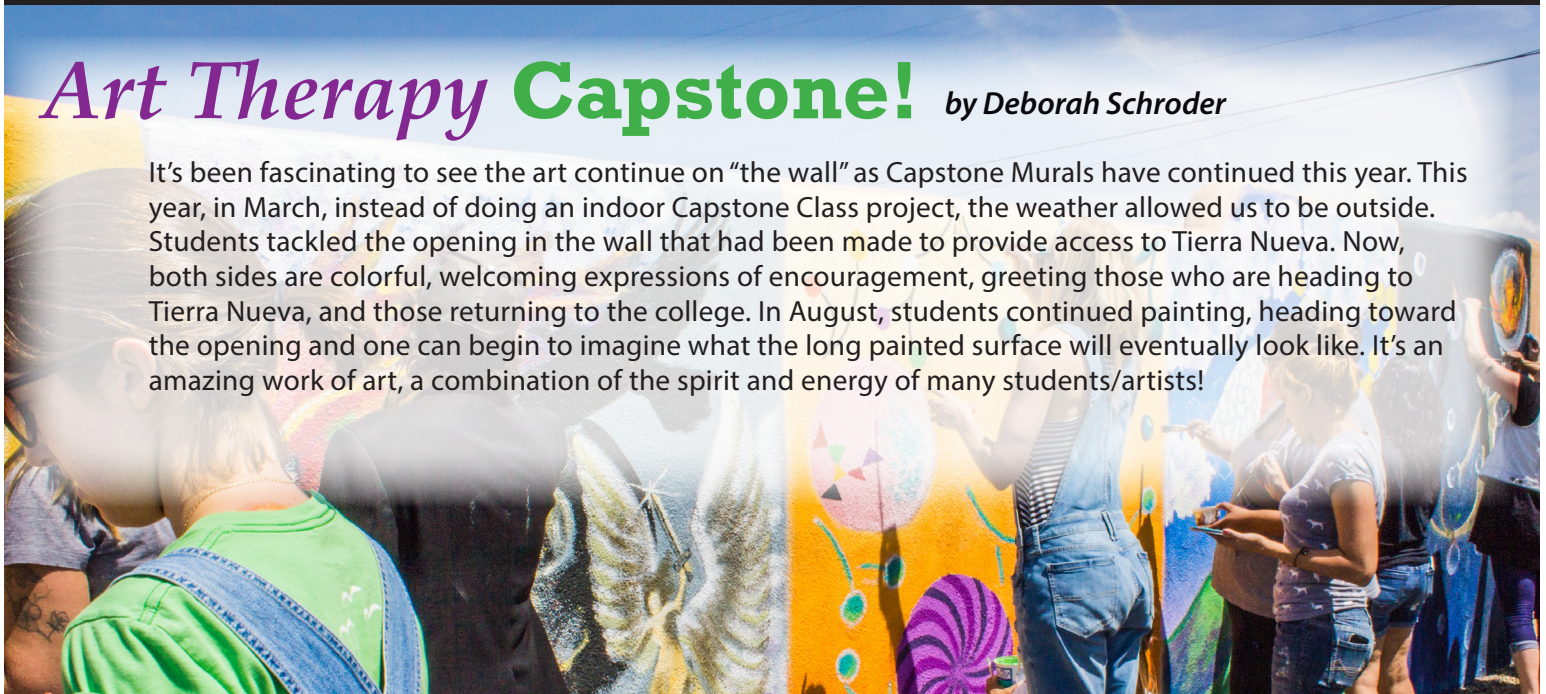 Art Therapy Capstone! by Deborah Schroder
It's been fascinating to see the art continue on “the wall” as Capstone Murals have continued this year. This
year, in March, instead of doing an indoor Capstone Class project, the weather allowed us to be outside.
Students tackled the opening in the wall that had been made to provide access to Tierra Nueva. Now,
both sides are colorful, welcoming expressions of encouragement, greeting those who are heading to
Tierra Nueva, and those returning to the college. In August, students continued painting, heading toward
the opening and one can begin to imagine what the long painted surface will eventually look like. It's an
amazing work of art, a combination of the spirit and energy of many students/artists!